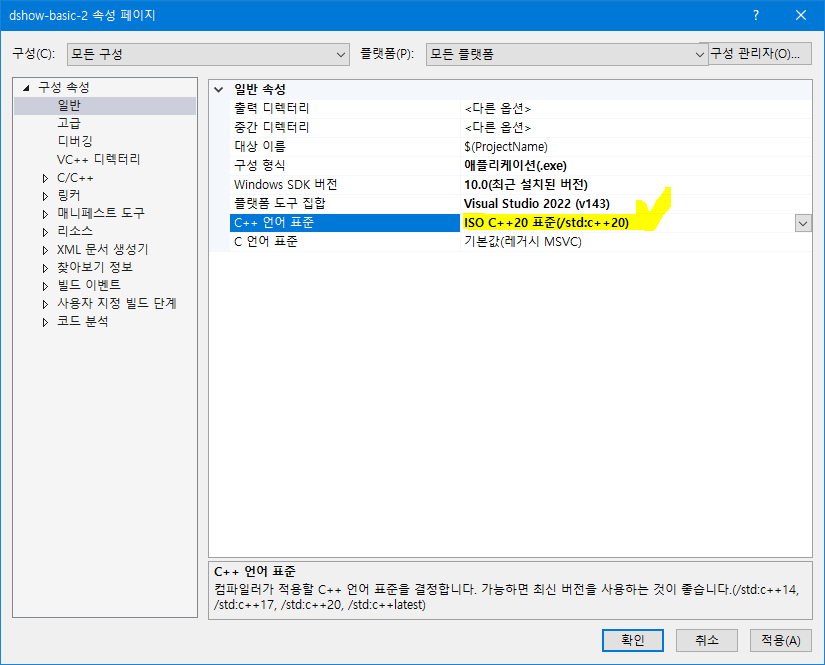 dshow-basic-2 속성 페이지
?
구성(C): 모든 구성 플랫폼(P): 모든 플랫폼 구성 관리자(O)...
구성 속성
일반
고급
디버깅
VC++ 디렉터리
C/C++
링커
매니페스트 도구
리소스
XML 문서 생성기
찾아보기 정보
빌드 이벤트
사용자 지정 빌드 단계
코드 분석
일반 속성
출력 디렉터리 <다른 옵션>
중간 디렉터리 <다른 옵션>
대상 이름 $(ProjectName)
구성 형식 애플리케이션(.exe)
Windows SDK 버전 10.0(최근 설치된 버전)
플랫폼 도구 집합 Visual Studio 2022 (v143)
C++ 언어 표준 ISO C++20 표준(/std:c++20)
C 언어 표준 기본값(레거시 MSVC)
C++ 언어 표준
컴파일러가 적용할 C++ 언어 표준을 결정합니다. 가능하면 최신 버전을 사용하는 것이 좋습니다.(/std:c++14,
/std:c++17, /std:c++20, /std:c++latest)
확인 취소 적용(A)